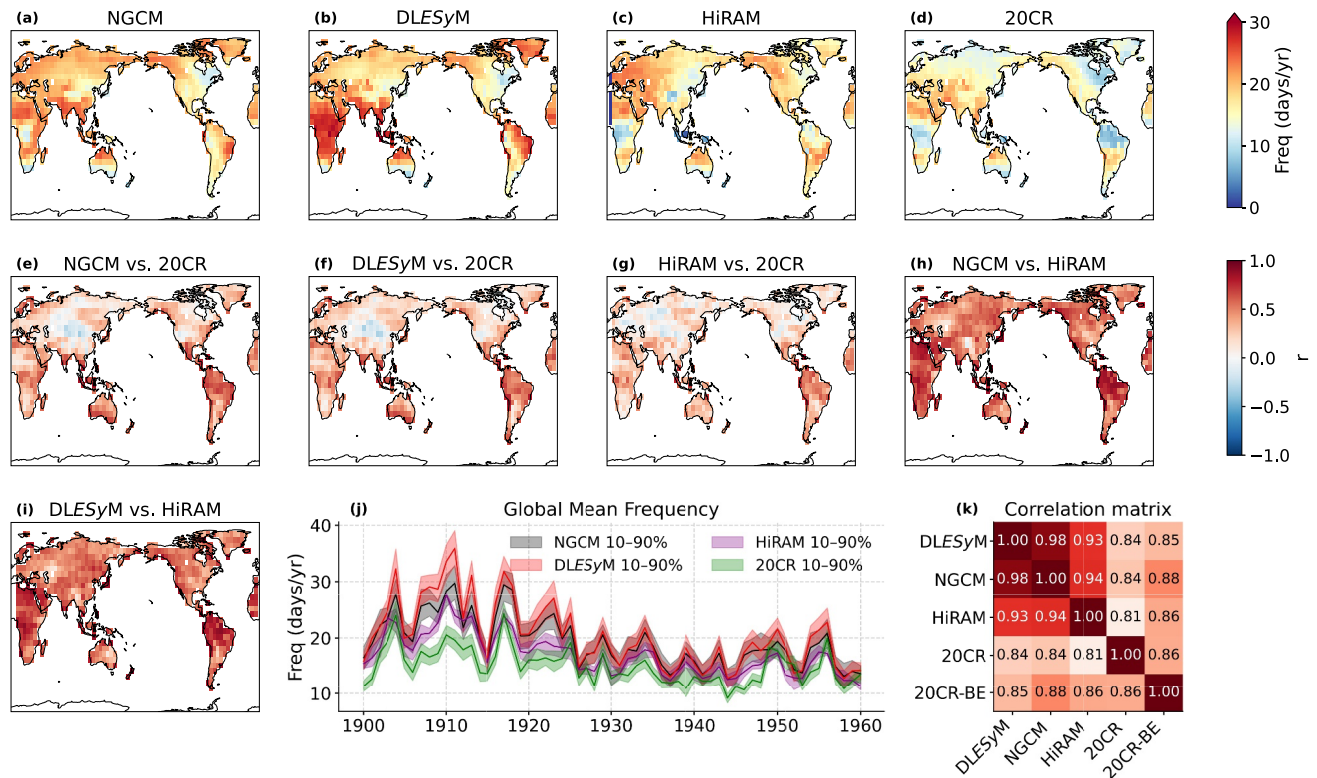 (a) NGCM
(b) DLESyM
(c) HiRAM
(d) 20CR
30
20
10
0
Freq (days/yr)
(e) NGCM vs. 20CR
(f) DLESyM vs. 20CR
(g) HiRAM vs. 20CR
(h) NGCM vs. HiRAM
1.0
0.5
0.0
−0.5
−1.0
r
(i) DLESyM vs. HiRAM
(j) Global Mean Frequency
Freq (days/yr)
40
30
20
10
NGCM 10–90%
DLESyM 10–90%
HiRAM 10–90%
20CR 10–90%
1900 1910 1920 1930 1940 1950 1960
(k) Correlation matrix
DLESyM 1.00 0.98 0.93 0.84 0.85
NGCM 0.98 1.00 0.94 0.84 0.88
HiRAM 0.93 0.94 1.00 0.81 0.86
20CR 0.84 0.84 0.81 1.00 0.86
20CR-BE 0.85 0.88 0.86 0.86 1.00
DLESyM NGCM HiRAM 20CR 20CR-BE